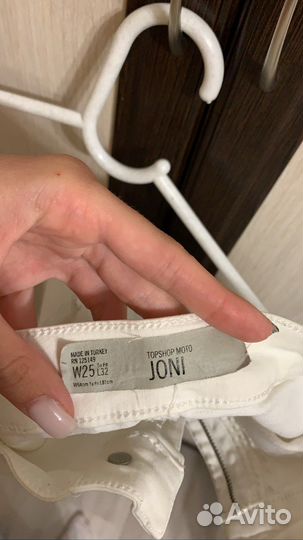 MADE IN TURKEY
RN 125149
W25 L32
TOPSHOP MOTO
JONI
Avito